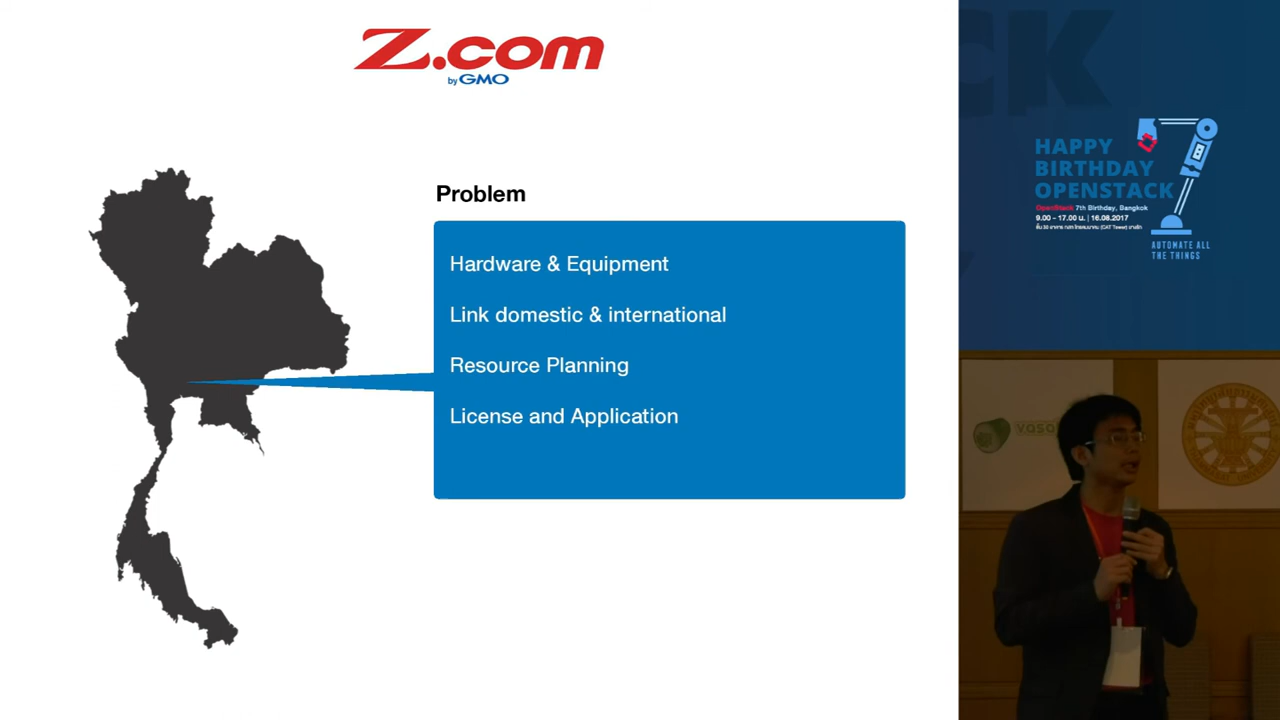 Z.com
by GMO
Problem
Hardware & Equipment
Link domestic & international
Resource Planning
License and Application
HAPPY
BIRTHDAY
OPENSTACK
OpenStack 7th Birthday, Bangkok
9.00 - 17.00 น. | 16.08.2017
AUTOMATE ALL
THE THINGS